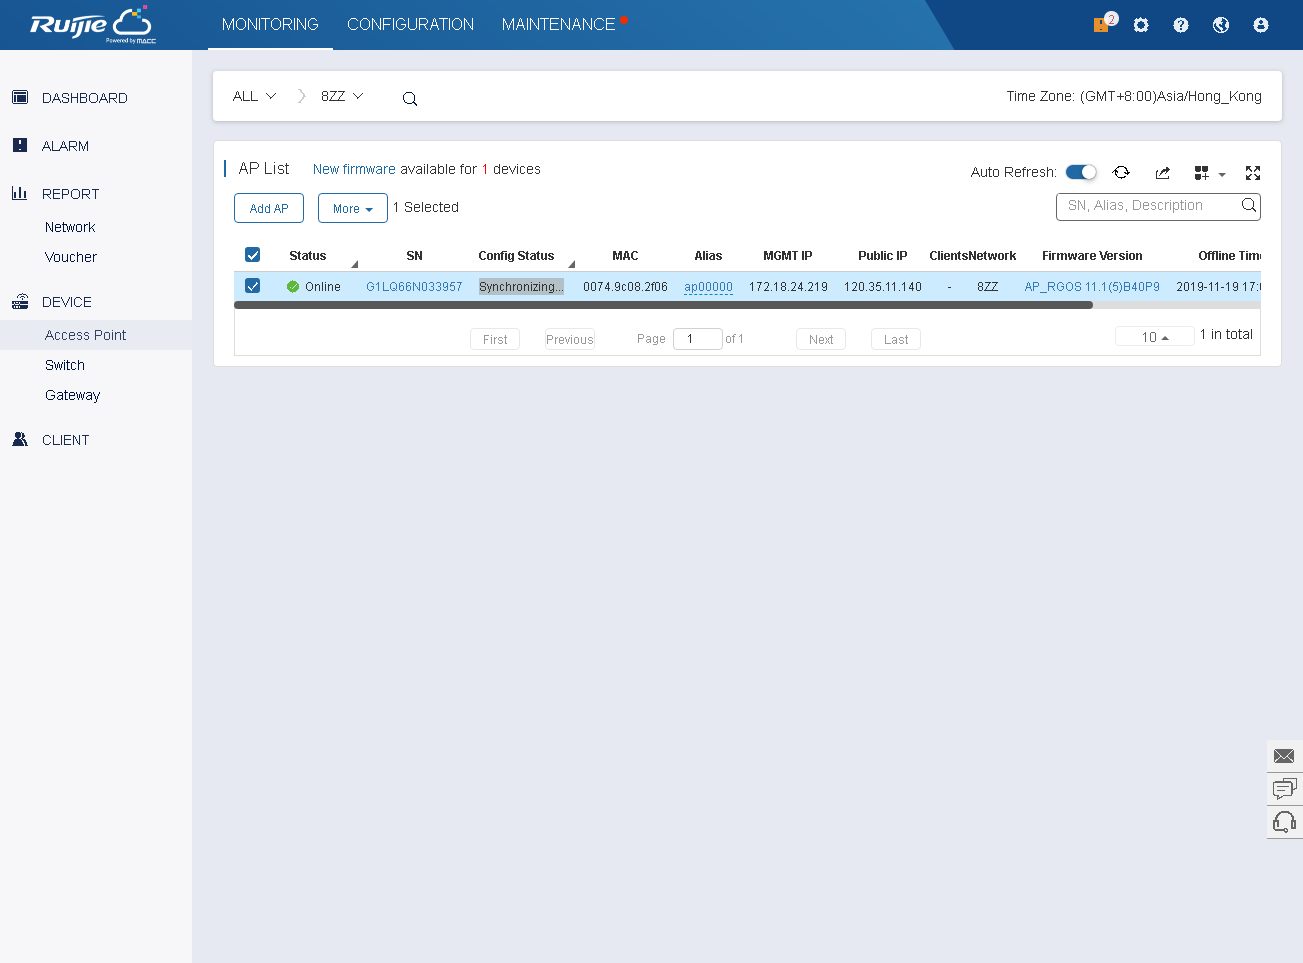 Ruijie
Powered by MACC
MONITORING CONFIGURATION MAINTENANCE
2
DASHBOARD
ALARM
REPORT
Network
Voucher
DEVICE
Access Point
Switch
Gateway
CLIENT
ALL 8ZZ Time Zone: (GMT+8:00)Asia/Hong_Kong
AP List New firmware available for 1 devices Auto Refresh:
Add AP More 1 Selected SN, Alias, Description
Status SN Config Status MAC Alias MGMT IP Public IP Clients Network Firmware Version Offline Time
Online G1LQ66N033957 Synchronizing... 0074.9c08.2f06 ap00000 172.18.24.219 120.35.11.140 - 8ZZ AP_RGOS 11.1(5)B40P9 2019-11-19 17:
First Previous Page 1 of 1 Next Last 10 1 in total